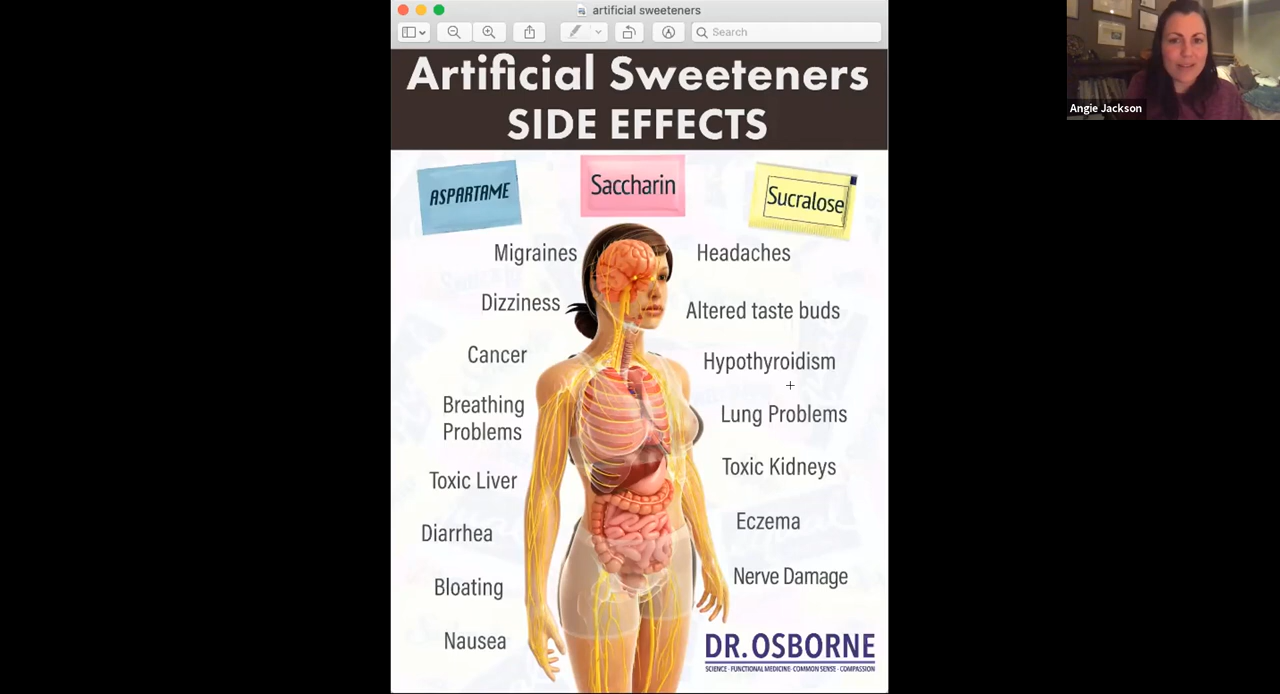 artificial sweeteners
Search
Angie Jackson
Artificial Sweeteners
SIDE EFFECTS
ASPARTAME
Saccharin
Sucralose
Migraines
Headaches
Dizziness
Altered taste buds
Cancer
Hypothyroidism
Breathing
Problems
Lung Problems
Toxic Liver
Toxic Kidneys
Diarrhea
Eczema
Bloating
Nerve Damage
Nausea
DR. OSBORNE
SCIENCE · FUNCTIONAL MEDICINE · COMMON SENSE · COMPASSION